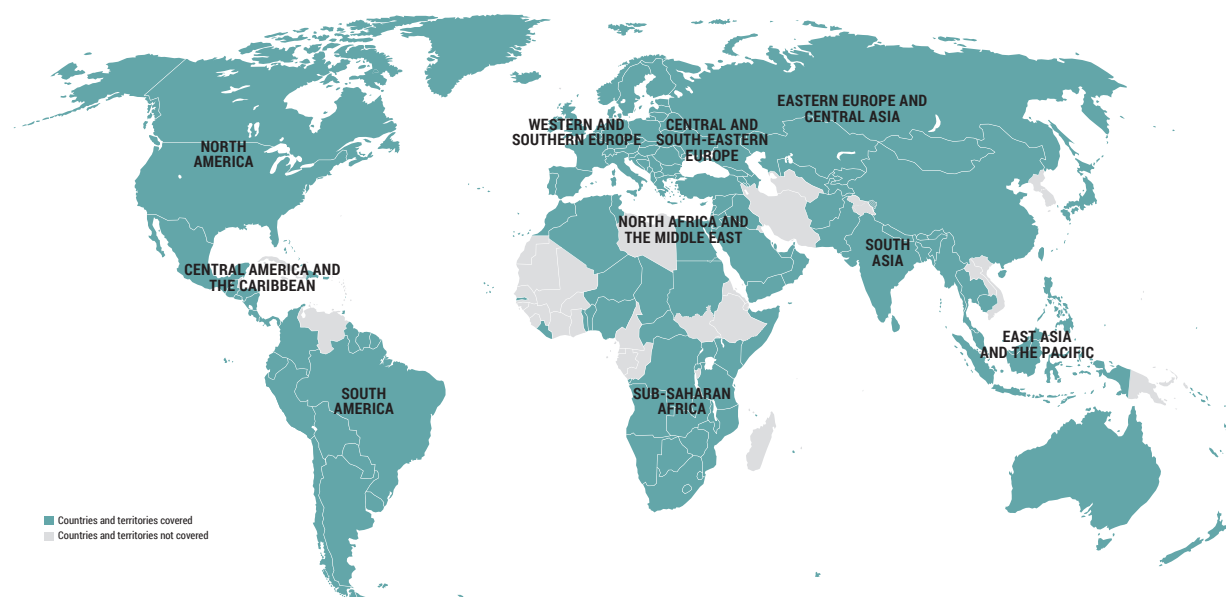 EASTERN EUROPE AND
CENTRAL ASIA
WESTERN AND
SOUTHERN EUROPE
CENTRAL AND
SOUTH-EASTERN
EUROPE
NORTH
AMERICA
NORTH AFRICA AND
THE MIDDLE EAST
SOUTH
ASIA
CENTRAL AMERICA AND
THE CARIBBEAN
EAST ASIA
AND THE PACIFIC
SOUTH
AMERICA
SUB-SAHARAN
AFRICA
Countries and territories covered
Countries and territories not covered